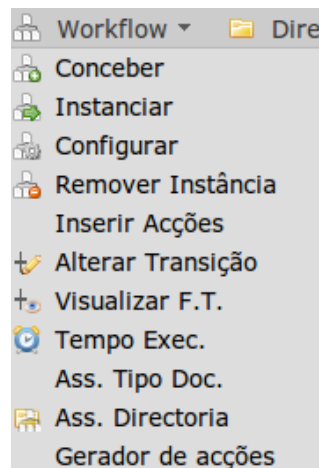 Workflow Dire
Conceber
Instanciar
Configurar
Remover Instância
Inserir Acções
Alterar Transição
Visualizar F.T.
Tempo Exec.
Ass. Tipo Doc.
Ass. Directoria
Gerador de acções